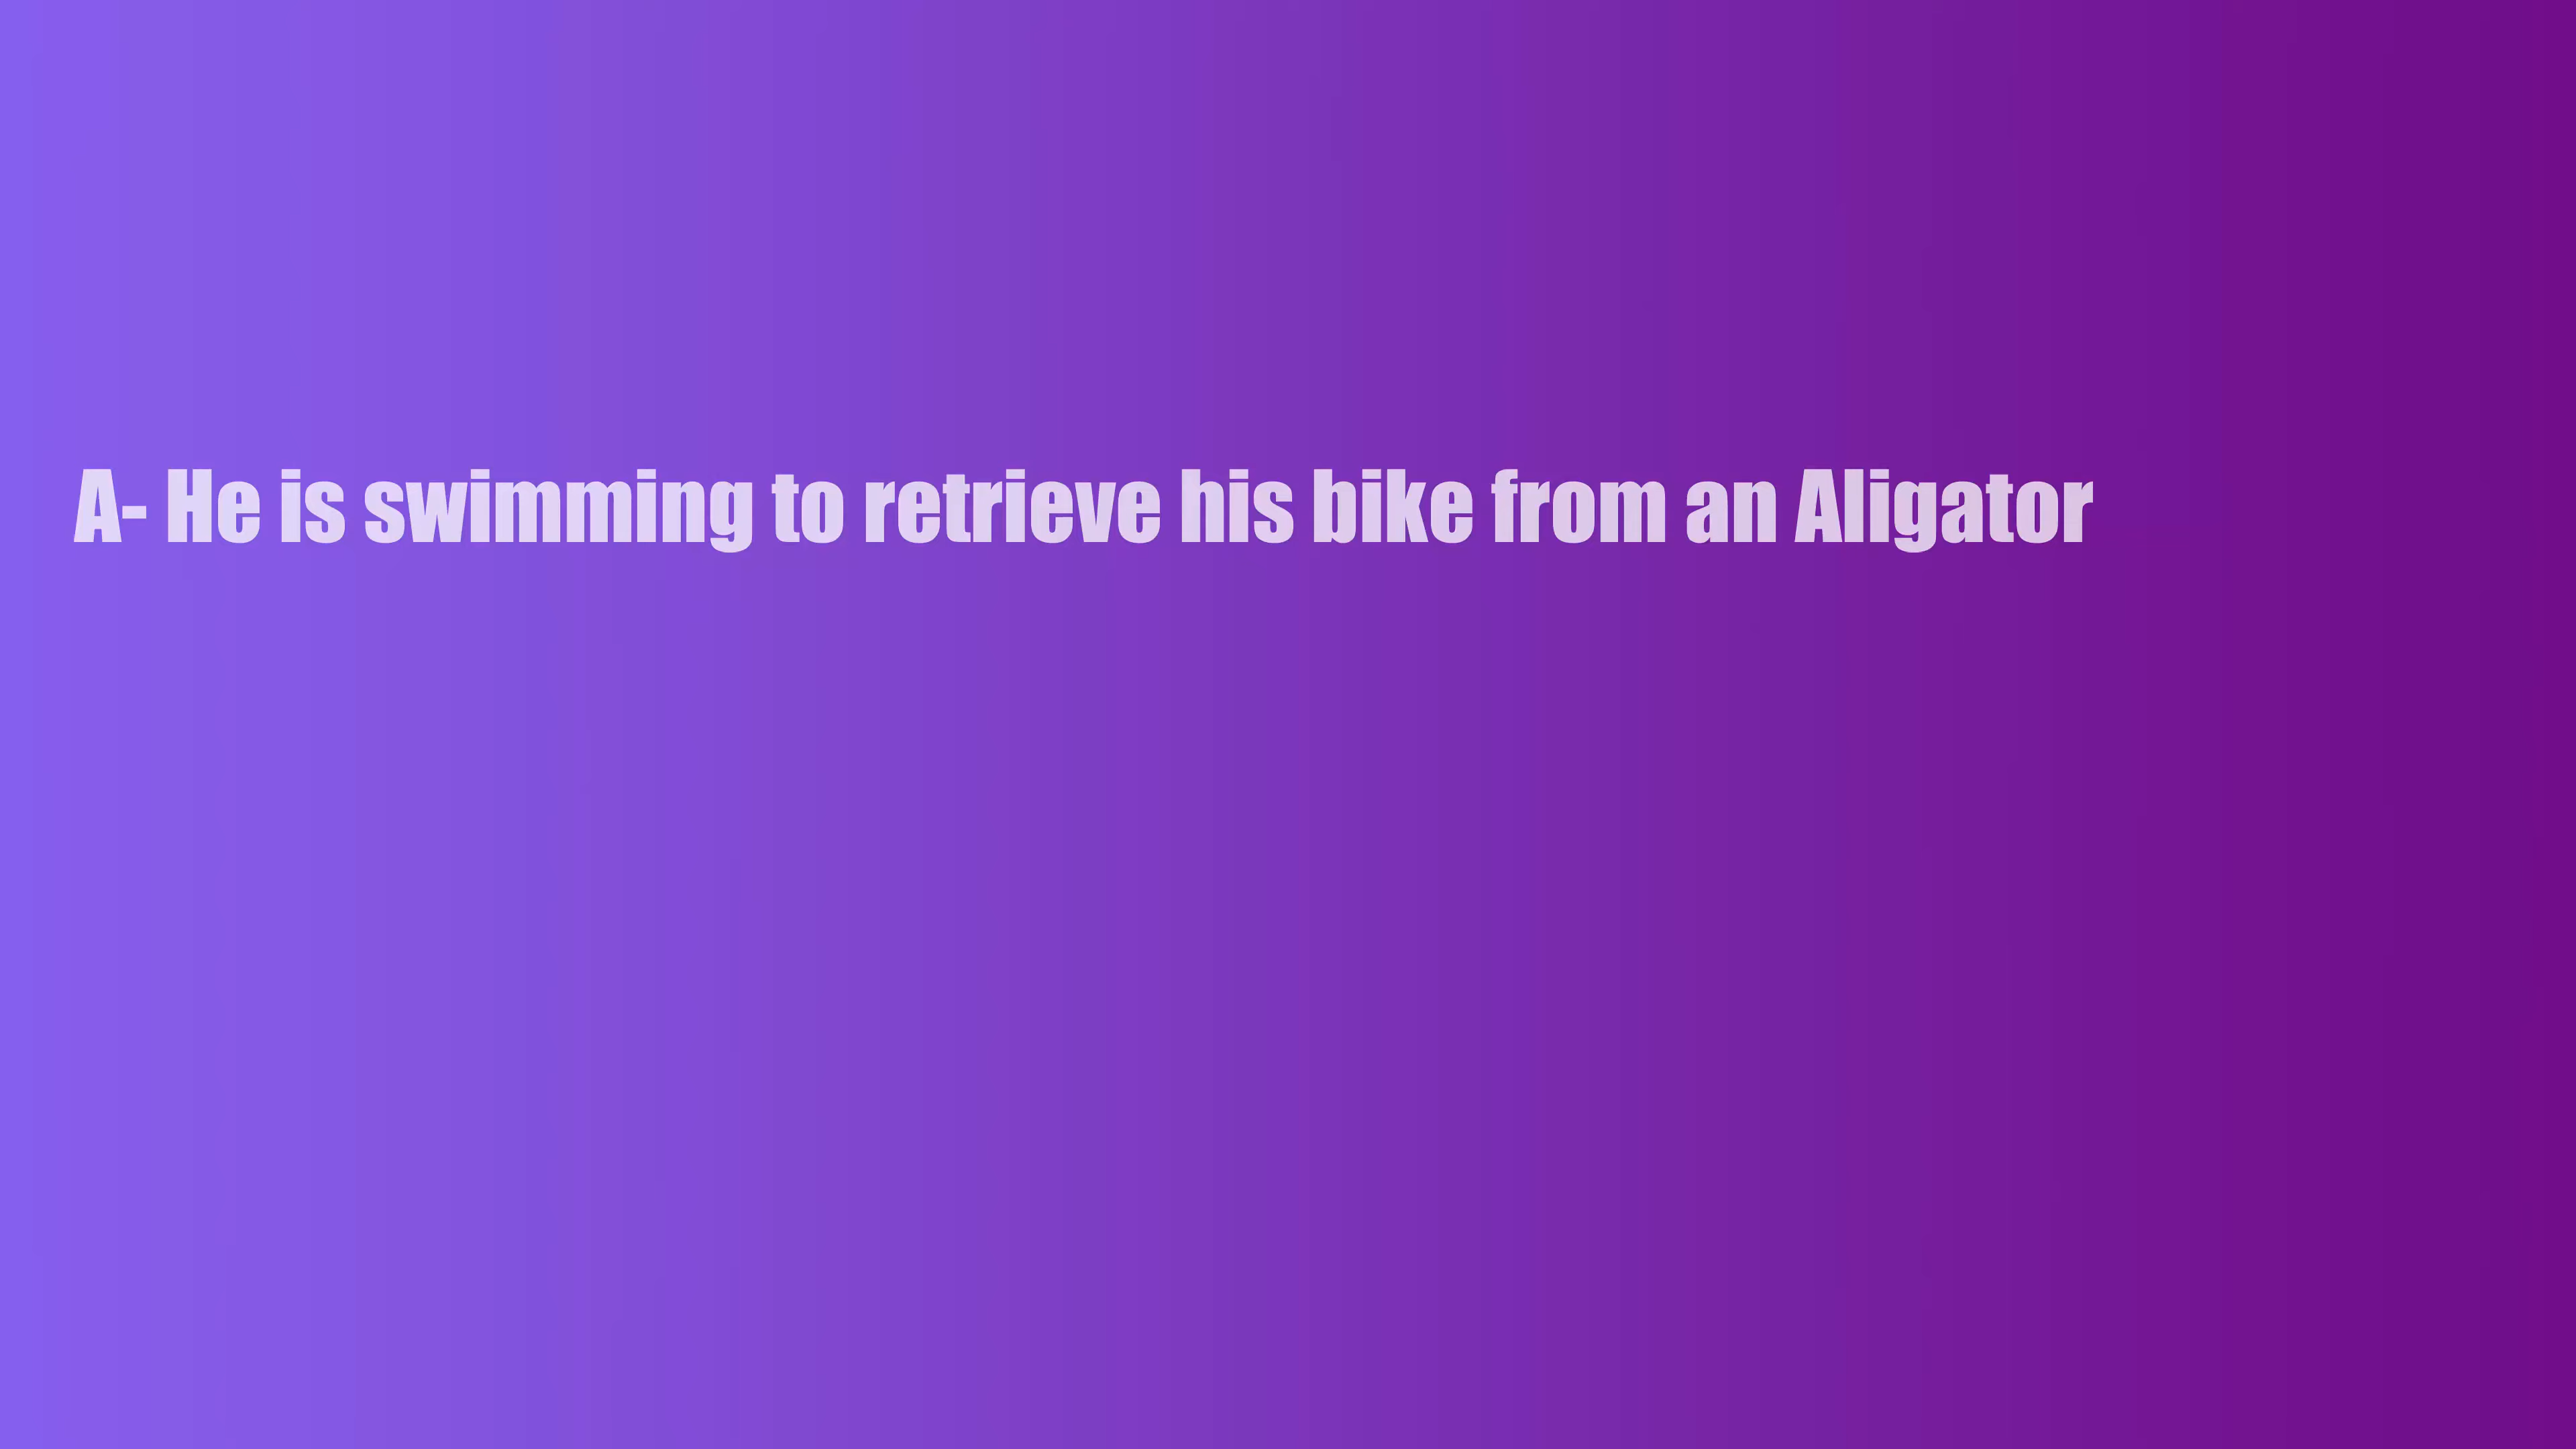 A- He is swimming to retrieve his bike from an Aligator